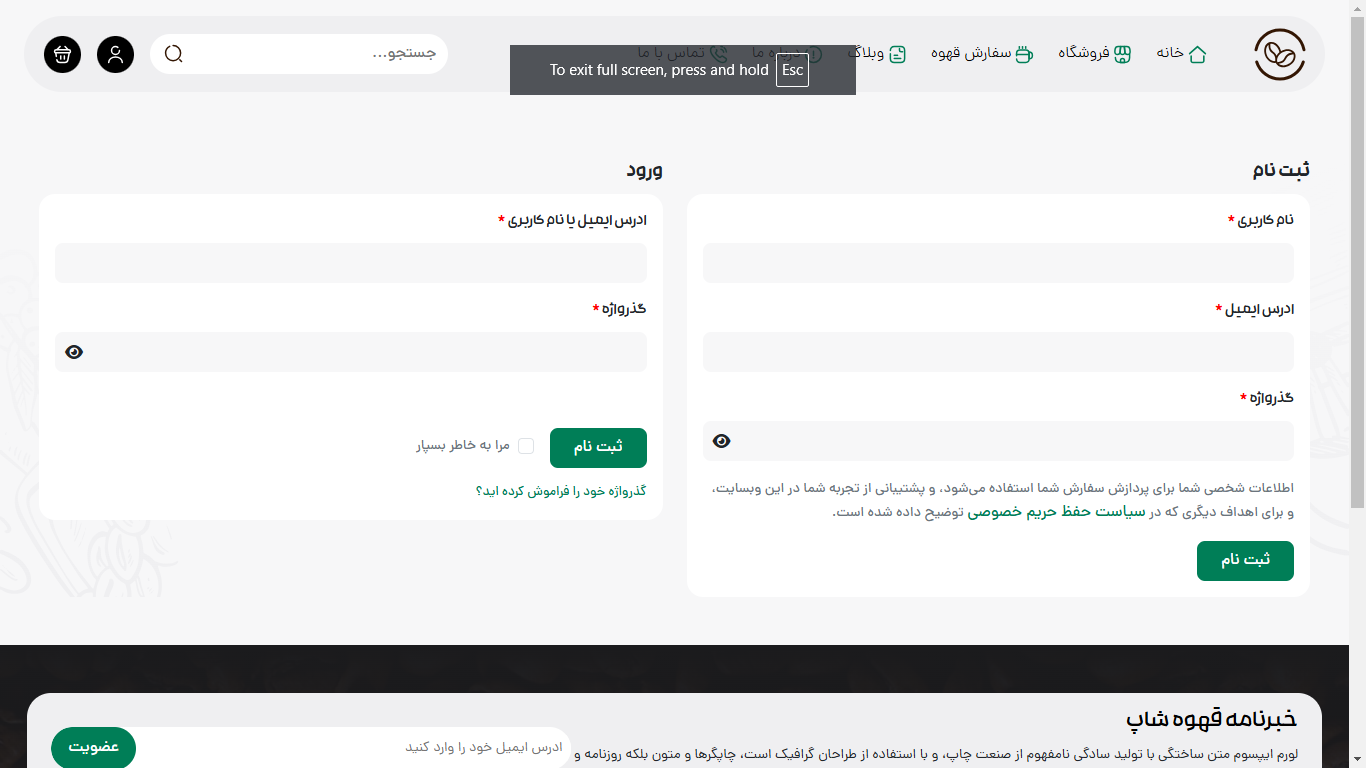 خانه
فروشگاه
سفارش قهوه
وبلاگ
درباره ما
تماس با ما
جستجو...
To exit full screen, press and hold Esc
ثبت نام
نام کاربری *
ادرس ایمیل *
گذرواژه *
اطلاعات شخصی شما برای پردازش سفارش شما استفاده می‌شود، و پشتیبانی از تجربه شما در این وبسایت،
و برای اهداف دیگری که در سیاست حفظ حریم خصوصی توضیح داده شده است.
ثبت نام
ورود
ادرس ایمیل یا نام کاربری *
گذرواژه *
ثبت نام
مرا به خاطر بسپار
گذرواژه خود را فراموش کرده اید؟
خبرنامه قهوه شاپ
لورم ایپسوم متن ساختگی با تولید سادگی نامفهوم از صنعت چاپ، و با استفاده از طراحان گرافیک است، چاپگرها و متون بلکه روزنامه و
ادرس ایمیل خود را وارد کنید
عضویت